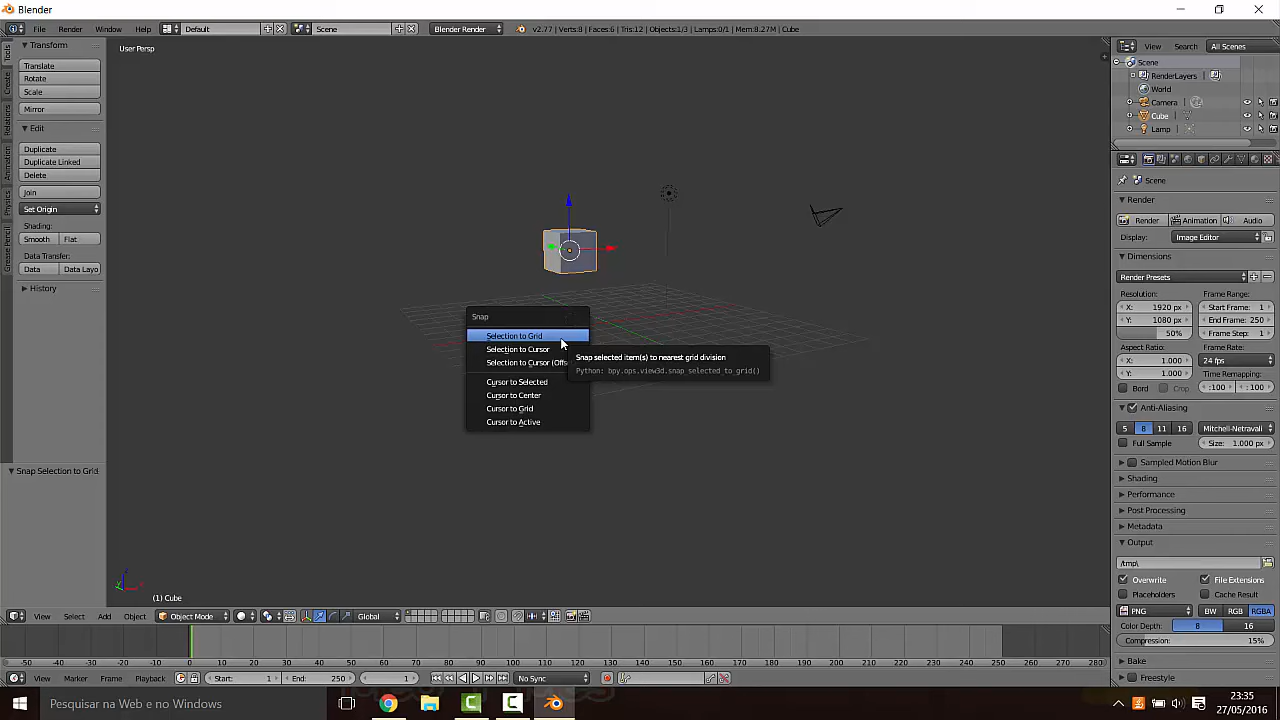 Blender
File Render Window Help Default Scene Blender Render v2.77 | Verts:8 | Faces:6 | Tris:12 | Objects:1/3 | Lamps:0/1 | Mem:8.27M | Cube
View Search All Scenes
Tools
Create
Relations
Animation
Physics
Grease Pencil
Transform
Translate
Rotate
Scale
Mirror
Edit
Duplicate
Duplicate Linked
Delete
Join
Set Origin
Shading:
Smooth Flat
Data Transfer:
Data Data Layo
History
Snap Selection to Grid
User Persp
Snap
Selection to Grid
Selection to Cursor
Selection to Cursor (Offs
Cursor to Selected
Cursor to Center
Cursor to Grid
Cursor to Active
Snap selected item(s) to nearest grid division
Python: bpy.ops.view3d.snap_selected_to_grid()
(1) Cube
Scene
RenderLayers
World
Camera
Cube
Lamp
Scene
Render
Render Animation Audio
Display: Image Editor
Dimensions
Render Presets
Resolution: Frame Range:
X: 1920 px Start Frame: 1
Y: 1080 px End Frame: 250
50% Frame Step: 1
Aspect Ratio: Frame Rate:
X: 1.000 24 fps
Y: 1.000 Time Remapping:
Bord Crop :100 :100
Anti-Aliasing
5 8 11 16 Mitchell-Netravali
Full Sample Size: 1.000 px
Sampled Motion Blur
Shading
Performance
Post Processing
Metadata
Output
/tmp\
Overwrite File Extensions
Placeholders Cache Result
PNG BW RGB RGBA
Color Depth: 8 16
Compression: 15%
Bake
Freestyle
View Select Add Object Object Mode Global
-50 -40 -30 -20 -10 0 10 20 30 40 50 60 70 80 90 100 110 120 130 140 150 160 170 180 190 200 210 220 230 240 250 260 270 280
View Marker Frame Playback Start: 1 End: 250 1 No Sync
Pesquisar na Web e no Windows
23:35
27/05/2016